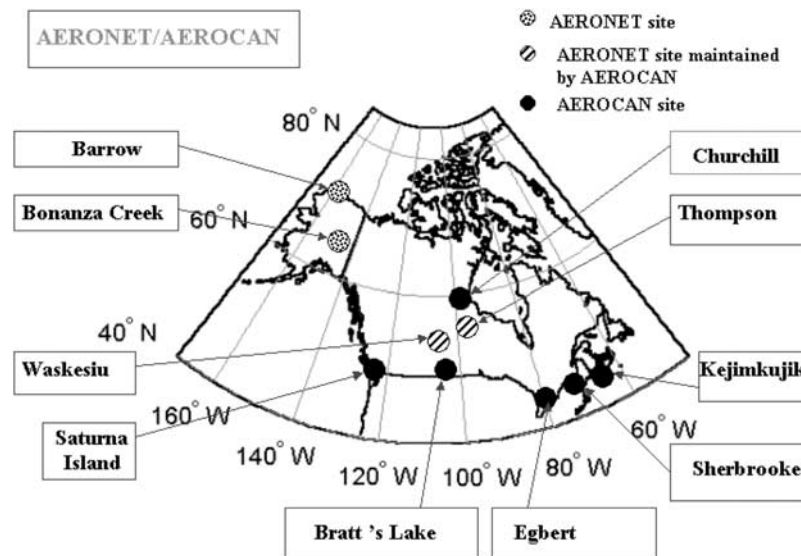 AERONET/AEROCAN
AERONET site
AERONET site maintained
by AEROCAN
AEROCAN site
80° N
Barrow
Churchill
Bonanza Creek
60° N
Thompson
40° N
Waskesiu
Kejimkujik
160° W
60° W
Saturna
Island
140° W
120° W
100° W
80° W
Sherbrooke
Bratt 's Lake
Egbert